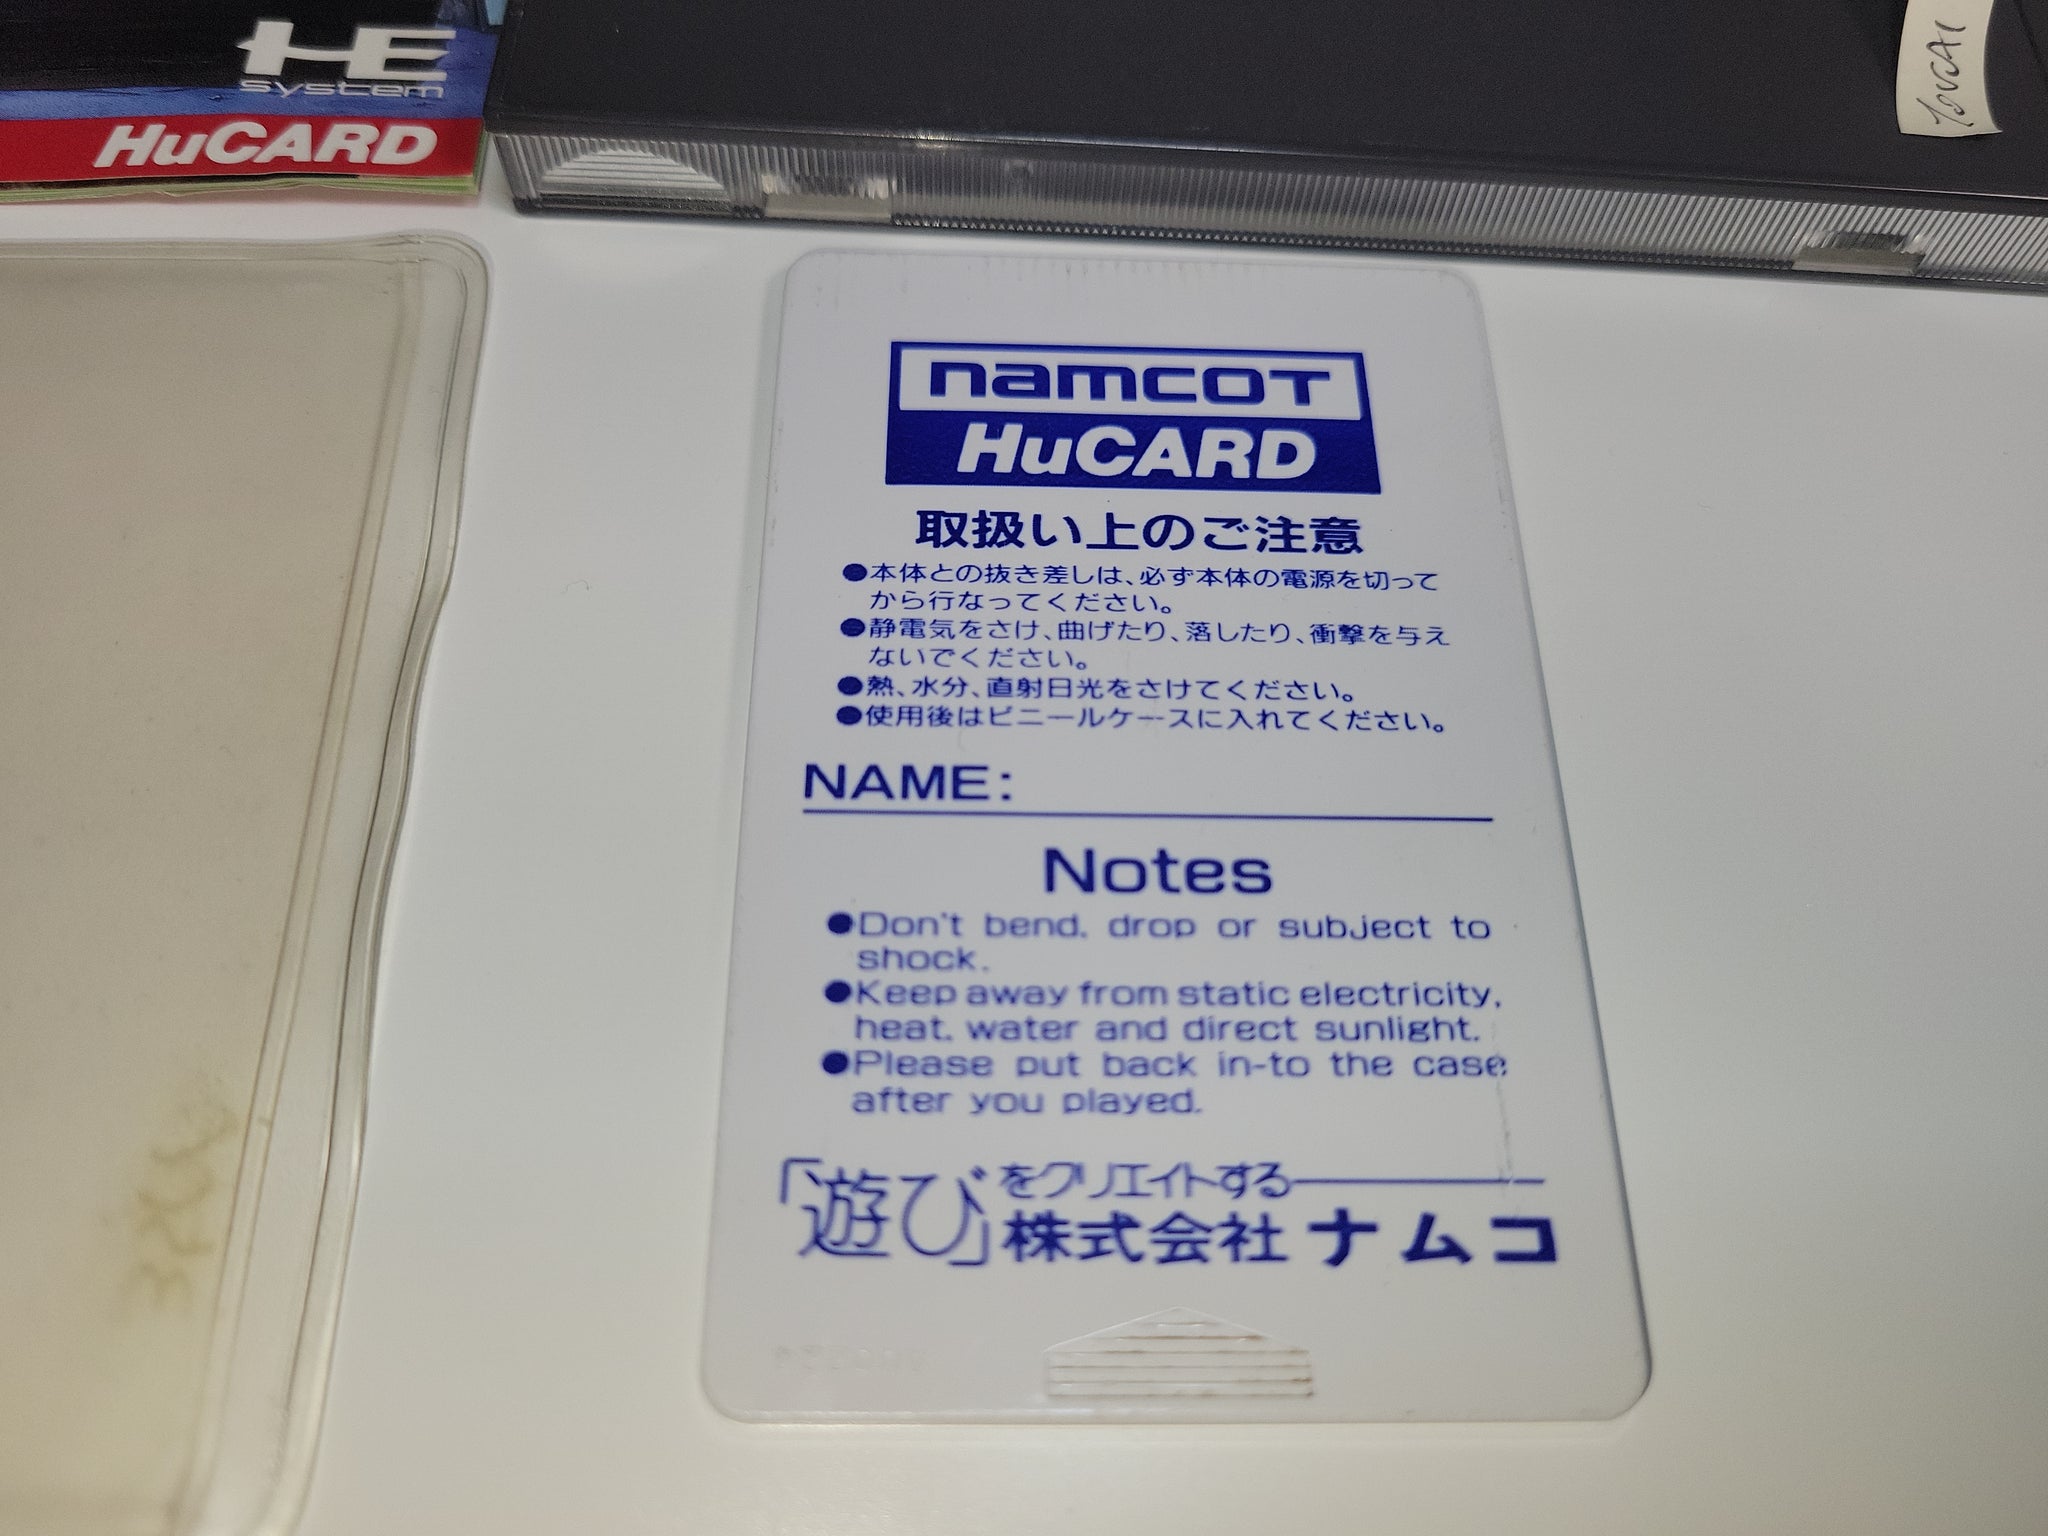 HE
system
HuCARD
namcot
HuCARD
取扱い上のご注意
●本体との抜き差しは、必ず本体の電源を切って
から行なってください。
●静電気をさけ、曲げたり、落したり、衝撃を与え
ないでください。
●熱、水分、直射日光をさけてください。
●使用後はビニールケースに入れてください。
NAME:
Notes
●Don't bend, drop or subject to
shock.
●Keep away from static electricity,
heat, water and direct sunlight.
●Please put back in-to the case
after you played.
「遊び」をクリエイトする
株式会社 ナムコ